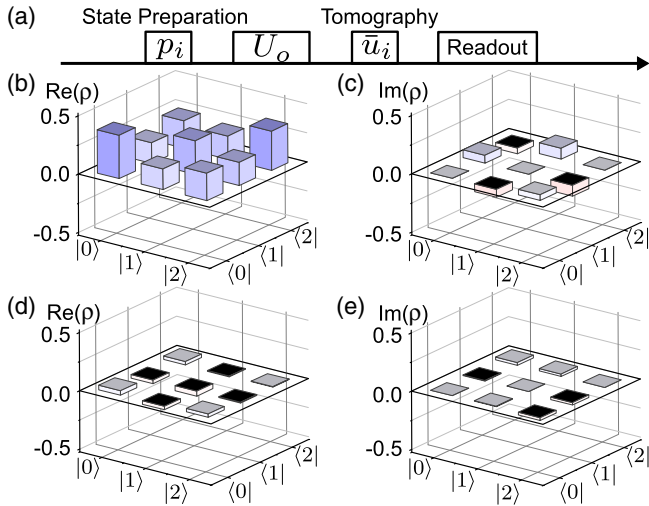 (a) State Preparation Tomography
p_i U_o ū_i Readout
(b) Re(ρ) (c) Im(ρ)
0.5 0.5
0.0 0.0
-0.5 -0.5
|0⟩ |1⟩ |2⟩ ⟨0| ⟨1| ⟨2| |0⟩ |1⟩ |2⟩ ⟨0| ⟨1| ⟨2|
(d) Re(ρ) (e) Im(ρ)
0.5 0.5
0.0 0.0
-0.5 -0.5
|0⟩ |1⟩ |2⟩ ⟨0| ⟨1| ⟨2| |0⟩ |1⟩ |2⟩ ⟨0| ⟨1| ⟨2|